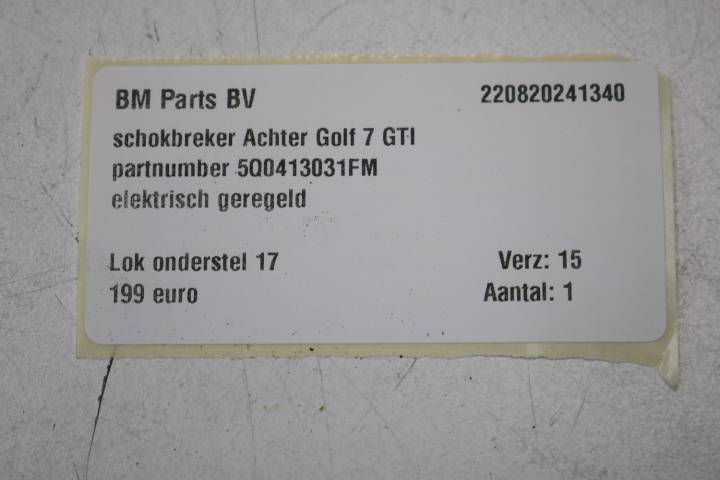 BM Parts BV 220820241340
schokbreker Achter Golf 7 GTI
partnumber 5Q0413031FM
elektrisch geregeld
Lok onderstel 17 Verz: 15
199 euro Aantal: 1